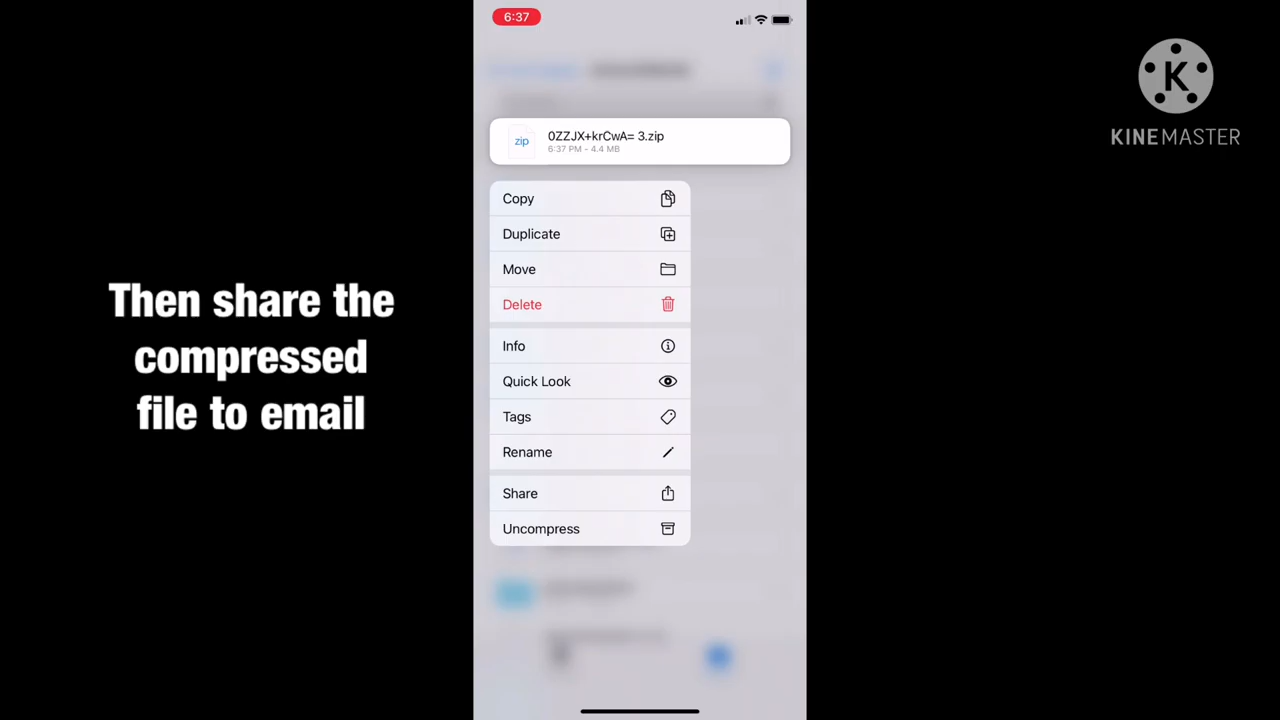 6:37
0ZZJX+krCwA= 3.zip
6:37 PM - 4.4 MB
zip
Copy
Duplicate
Move
Delete
Info
Quick Look
Tags
Rename
Share
Uncompress
Then share the
compressed
file to email
K
KINEMASTER